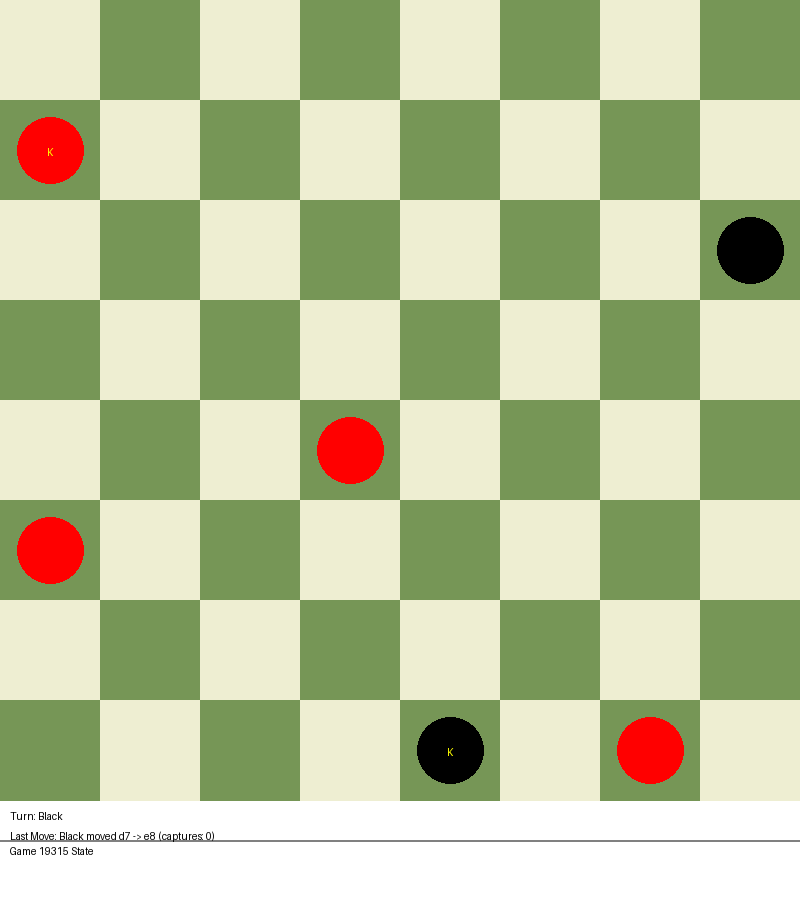 K
K
Turn: Black
Last Move: Black moved d7 -> e8 (captures: 0)
Game 19315 State